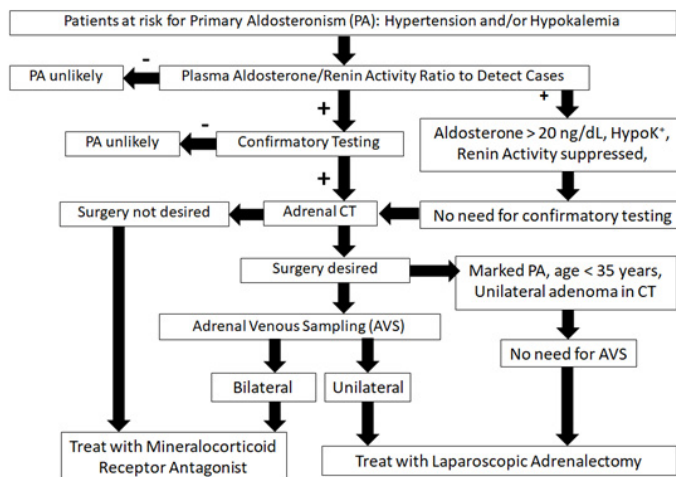 Patients at risk for Primary Aldosteronism (PA): Hypertension and/or Hypokalemia
-
PA unlikely
Plasma Aldosterone/Renin Activity Ratio to Detect Cases
+
+
-
PA unlikely
Confirmatory Testing
Aldosterone > 20 ng/dL, HypoK⁺,
Renin Activity suppressed,
+
Surgery not desired
Adrenal CT
No need for confirmatory testing
Surgery desired
Marked PA, age < 35 years,
Unilateral adenoma in CT
Adrenal Venous Sampling (AVS)
No need for AVS
Bilateral
Unilateral
Treat with Mineralocorticoid
Receptor Antagonist
Treat with Laparoscopic Adrenalectomy